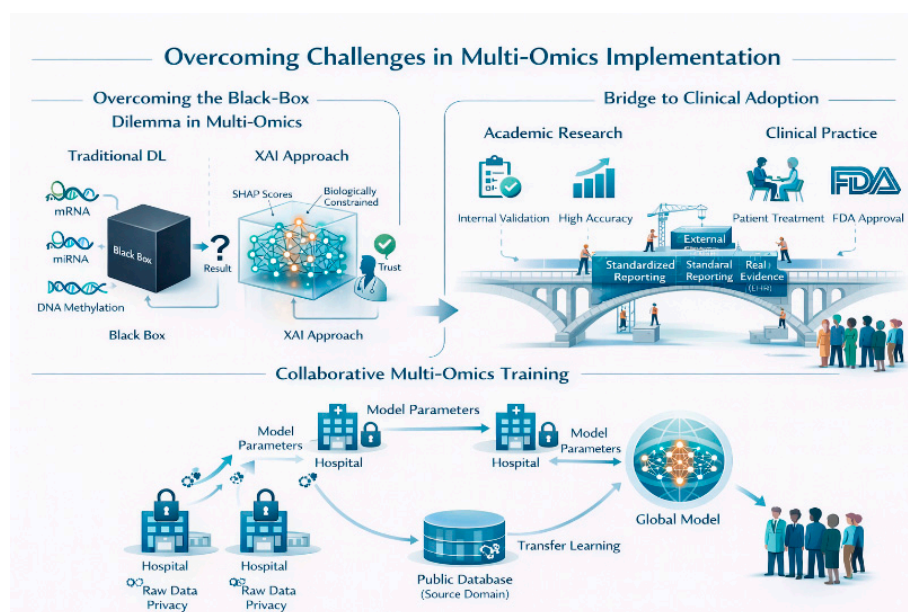 Overcoming Challenges in Multi-Omics Implementation
Overcoming the Black-Box
Dilemma in Multi-Omics
Traditional DL
XAI Approach
mRNA
miRNA
DNA Methylation
Black Box
?
Result
Black Box
SHAP Scores
Biologically
Constrained
Trust
XAI Approach
Bridge to Clinical Adoption
Academic Research
Clinical Practice
Internal Validation
High Accuracy
Patient Treatment
FDA
FDA Approval
External
Standardized
Reporting
Standaral
Reporting
Real
Evidence
(EHR)
Collaborative Multi-Omics Training
Model
Parameters
Hospital
Model Parameters
Hospital
Model
Parameters
Global Model
Hospital
Raw Data
Privacy
Hospital
Raw Data
Privacy
Public Database
(Source Domain)
Transfer Learning